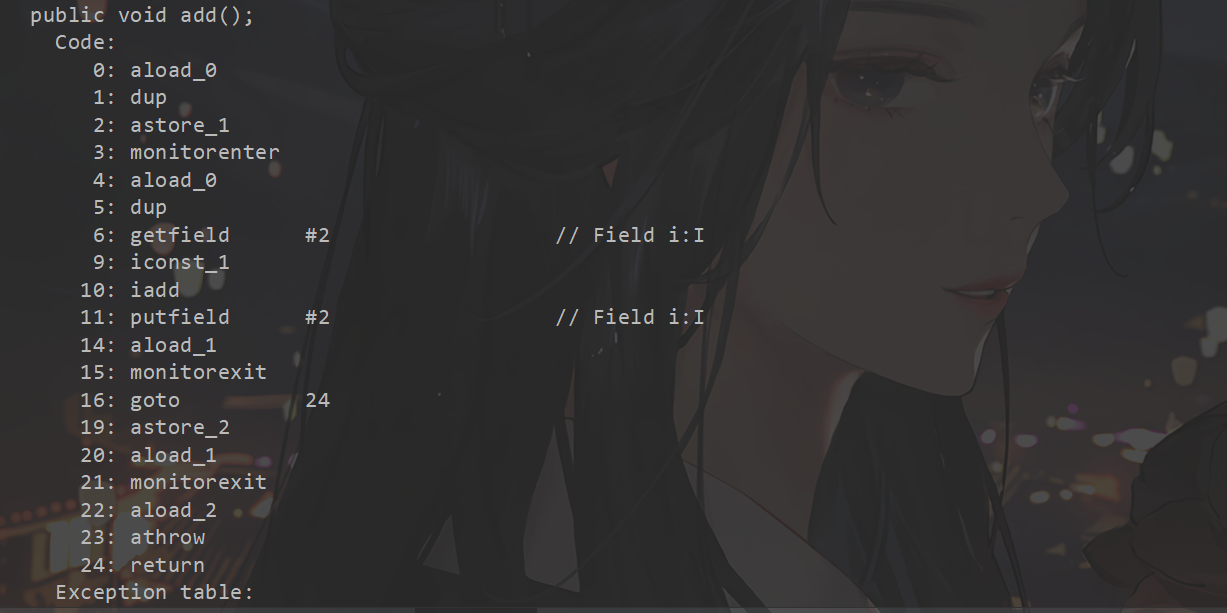 public void add();
Code:
0: aload_0
1: dup
2: astore_1
3: monitorenter
4: aload_0
5: dup
6: getfield #2 // Field i:I
9: iconst_1
10: iadd
11: putfield #2 // Field i:I
14: aload_1
15: monitorexit
16: goto 24
19: astore_2
20: aload_1
21: monitorexit
22: aload_2
23: athrow
24: return
Exception table: